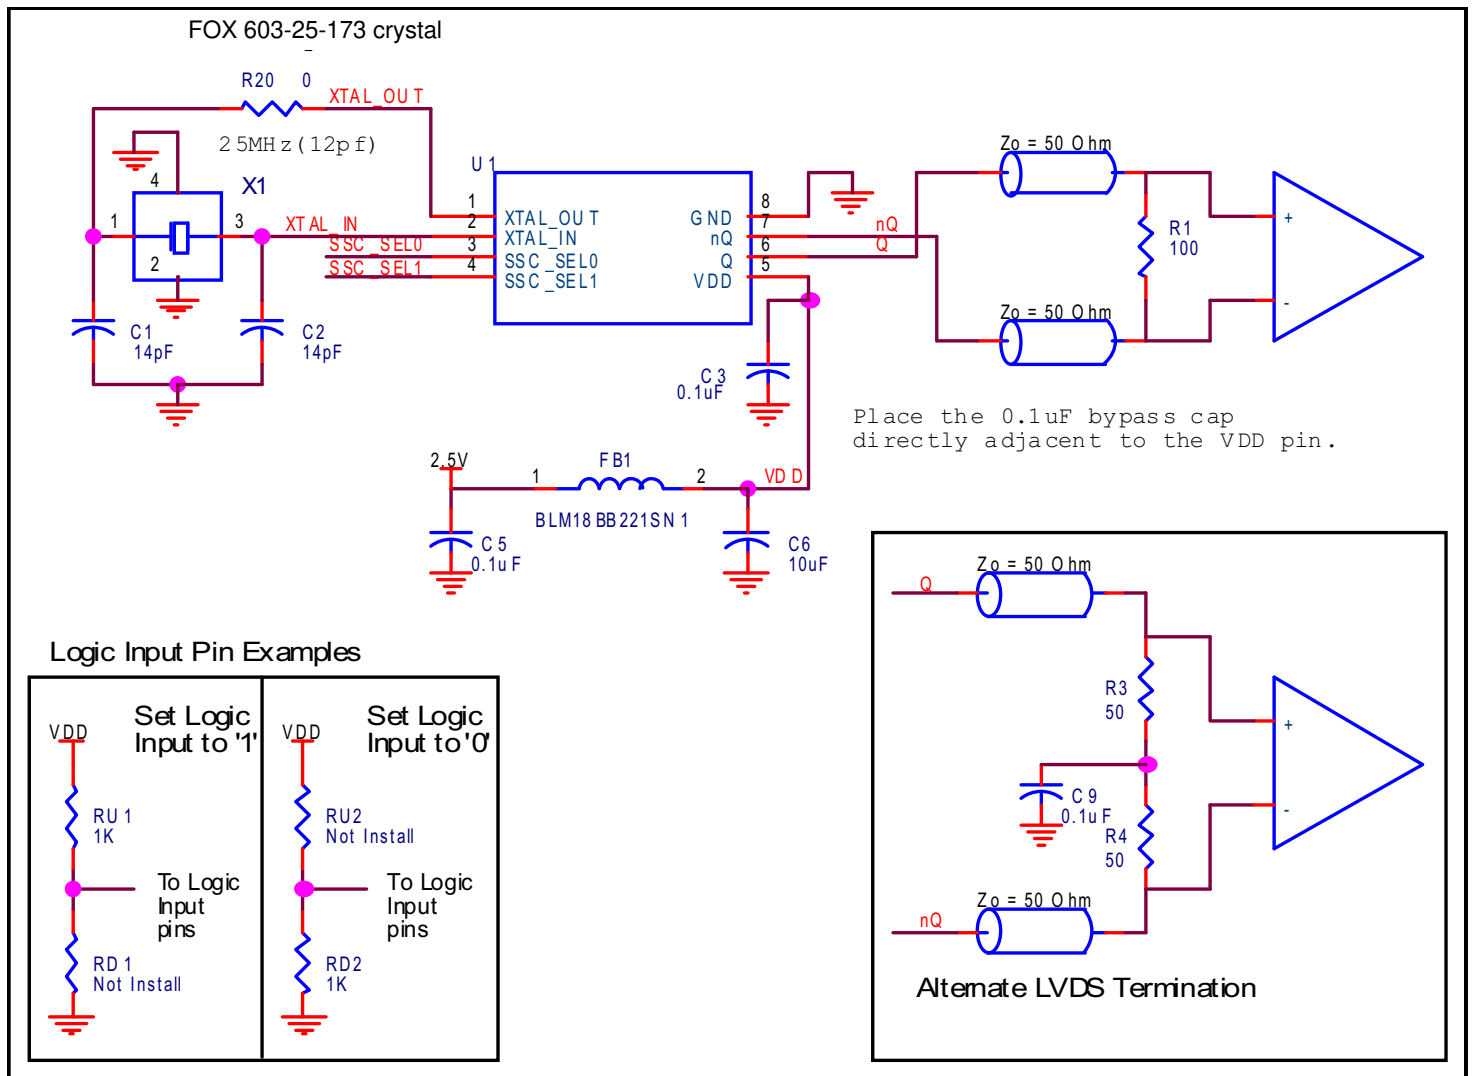 FOX 603-25-173 crystal
R20 0
XTAL_OUT
25MHz(12pf)
X1
4
1
3
2
XTAL_IN
SSC_SEL0
SSC_SEL1
C1
14pF
C2
14pF
U1
1
2
3
4
XTAL_OUT
XTAL_IN
SSC_SEL0
SSC_SEL1
GND
nQ
Q
VDD
8
7
6
5
nQ
Q
Zo = 50 Ohm
Zo = 50 Ohm
R1
100
+
-
C3
0.1uF
Place the 0.1uF bypass cap
directly adjacent to the VDD pin.
2.5V
1
FB1
2
VDD
BLM18BB221SN1
C5
0.1uF
C6
10uF
Logic Input Pin Examples
VDD
Set Logic
Input to '1'
RU1
1K
To Logic
Input
pins
RD1
Not Install
VDD
Set Logic
Input to '0'
RU2
Not Install
To Logic
Input
pins
RD2
1K
Q
Zo = 50 Ohm
R3
50
C9
0.1uF
R4
50
+
-
nQ
Zo = 50 Ohm
Alternate LVDS Termination